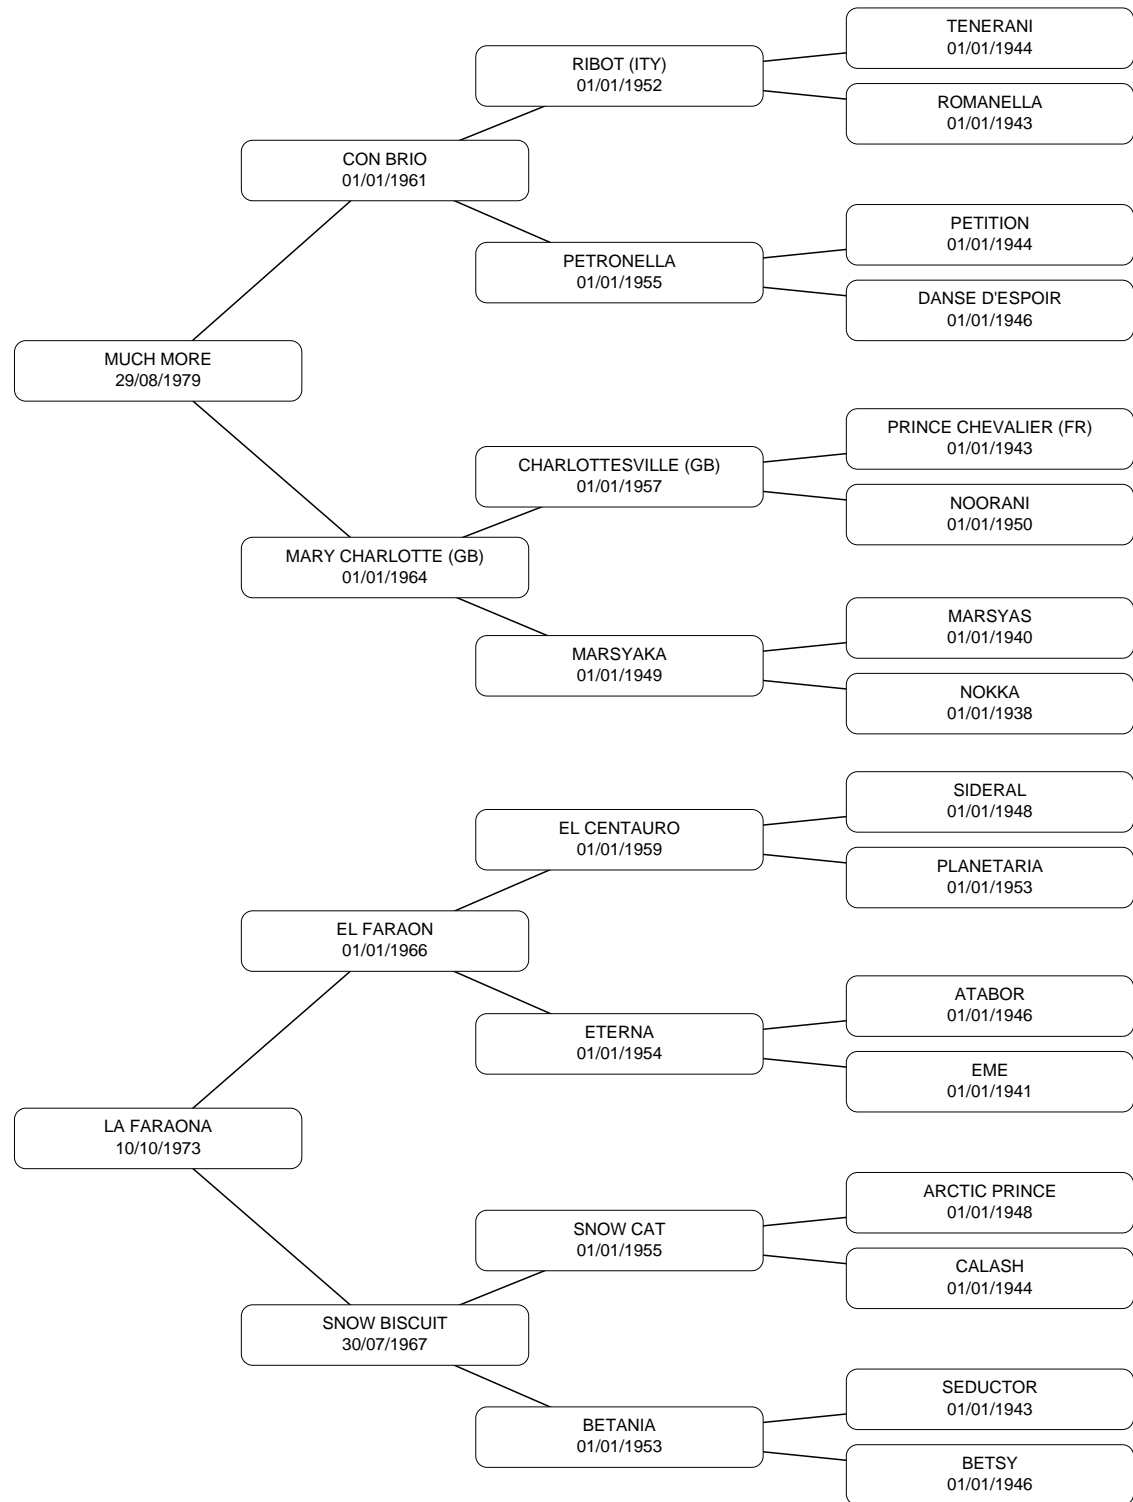 TENERANI
01/01/1944
RIBOT (ITY)
01/01/1952
ROMANELLA
01/01/1943
CON BRIO
01/01/1961
PETITION
01/01/1944
PETRONELLA
01/01/1955
DANSE D'ESPOIR
01/01/1946
MUCH MORE
29/08/1979
PRINCE CHEVALIER (FR)
01/01/1943
CHARLOTTESVILLE (GB)
01/01/1957
NOORANI
01/01/1950
MARY CHARLOTTE (GB)
01/01/1964
MARSYAS
01/01/1940
MARSYAKA
01/01/1949
NOKKA
01/01/1938
SIDERAL
01/01/1948
EL CENTAURO
01/01/1959
PLANETARIA
01/01/1953
EL FARAON
01/01/1966
ATABOR
01/01/1946
ETERNA
01/01/1954
EME
01/01/1941
LA FARAONA
10/10/1973
ARCTIC PRINCE
01/01/1948
SNOW CAT
01/01/1955
CALASH
01/01/1944
SNOW BISCUIT
30/07/1967
SEDUCTOR
01/01/1943
BETANIA
01/01/1953
BETSY
01/01/1946